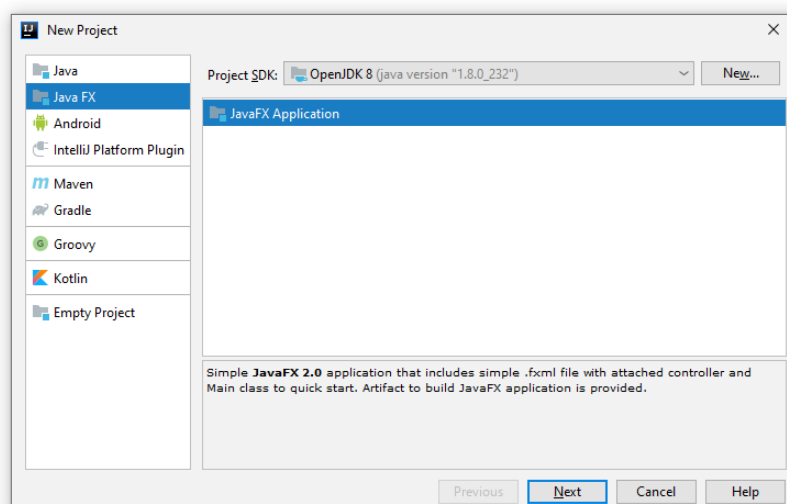 New Project
Java
Java FX
Android
IntelliJ Platform Plugin
Maven
Gradle
Groovy
Kotlin
Empty Project
Project SDK: OpenJDK 8 (java version "1.8.0_232") New...
JavaFX Application
Simple JavaFX 2.0 application that includes simple .fxml file with attached controller and
Main class to quick start. Artifact to build JavaFX application is provided.
Previous Next Cancel Help